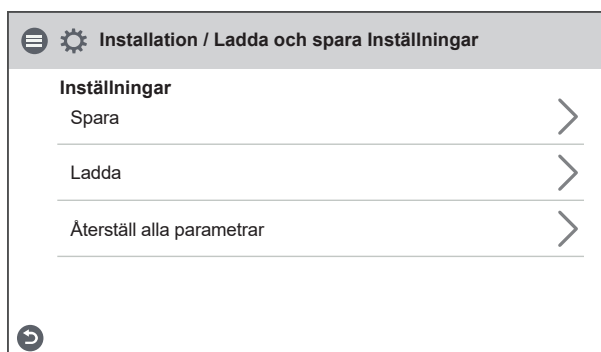 Installation / Ladda och spara Inställningar
Inställningar
Spara
Ladda
Återställ alla parametrar